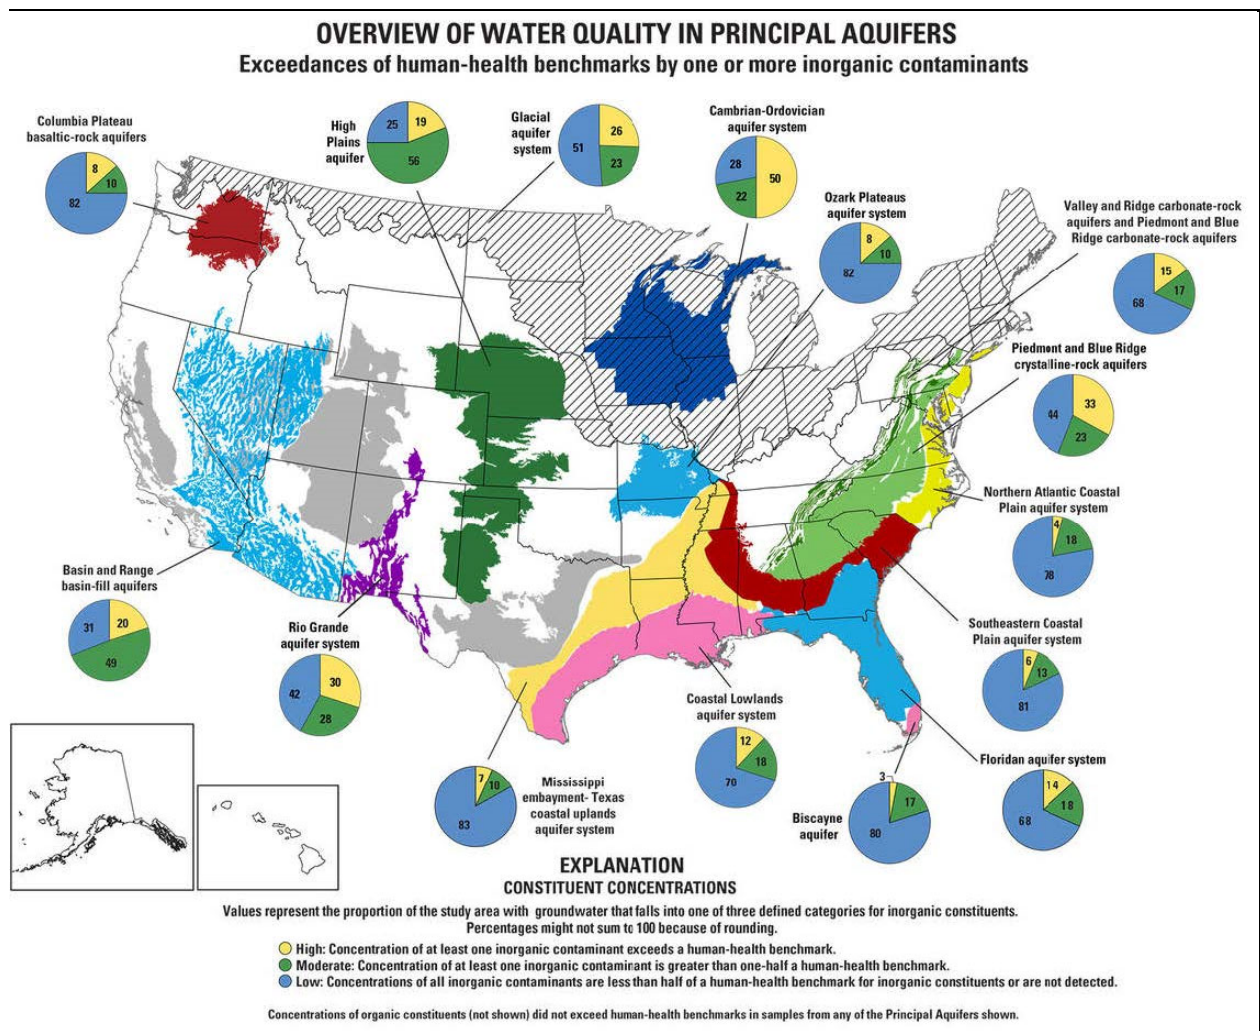 OVERVIEW OF WATER QUALITY IN PRINCIPAL AQUIFERS
Exceedances of human-health benchmarks by one or more inorganic contaminants
Columbia Plateau
basaltic-rock aquifers
8
10
82
High
Plains
aquifer
25
19
56
Glacial
aquifer
system
51
26
23
Cambrian-Ordovician
aquifer system
28
50
22
Ozark Plateaus
aquifer system
8
10
82
Valley and Ridge carbonate-rock
aquifers and Piedmont and Blue
Ridge carbonate-rock aquifers
15
17
68
Piedmont and Blue Ridge
crystalline-rock aquifers
44
33
23
Northern Atlantic Coastal
Plain aquifer system
4
18
78
Southeastern Coastal
Plain aquifer system
6
13
81
Basin and Range
basin-fill aquifers
31
20
49
Rio Grande
aquifer system
42
30
28
Coastal Lowlands
aquifer system
12
18
70
Floridan aquifer system
14
18
68
Mississippi
embayment- Texas
coastal uplands
aquifer system
7
10
83
Biscayne
aquifer
3
17
80
EXPLANATION
CONSTITUENT CONCENTRATIONS
Values represent the proportion of the study area with groundwater that falls into one of three defined categories for inorganic constituents.
Percentages might not sum to 100 because of rounding.
High: Concentration of at least one inorganic contaminant exceeds a human-health benchmark.
Moderate: Concentration of at least one inorganic contaminant is greater than one-half a human-health benchmark.
Low: Concentrations of all inorganic contaminants are less than half of a human-health benchmark for inorganic constituents or are not detected.
Concentrations of organic constituents (not shown) did not exceed human-health benchmarks in samples from any of the Principal Aquifers shown.